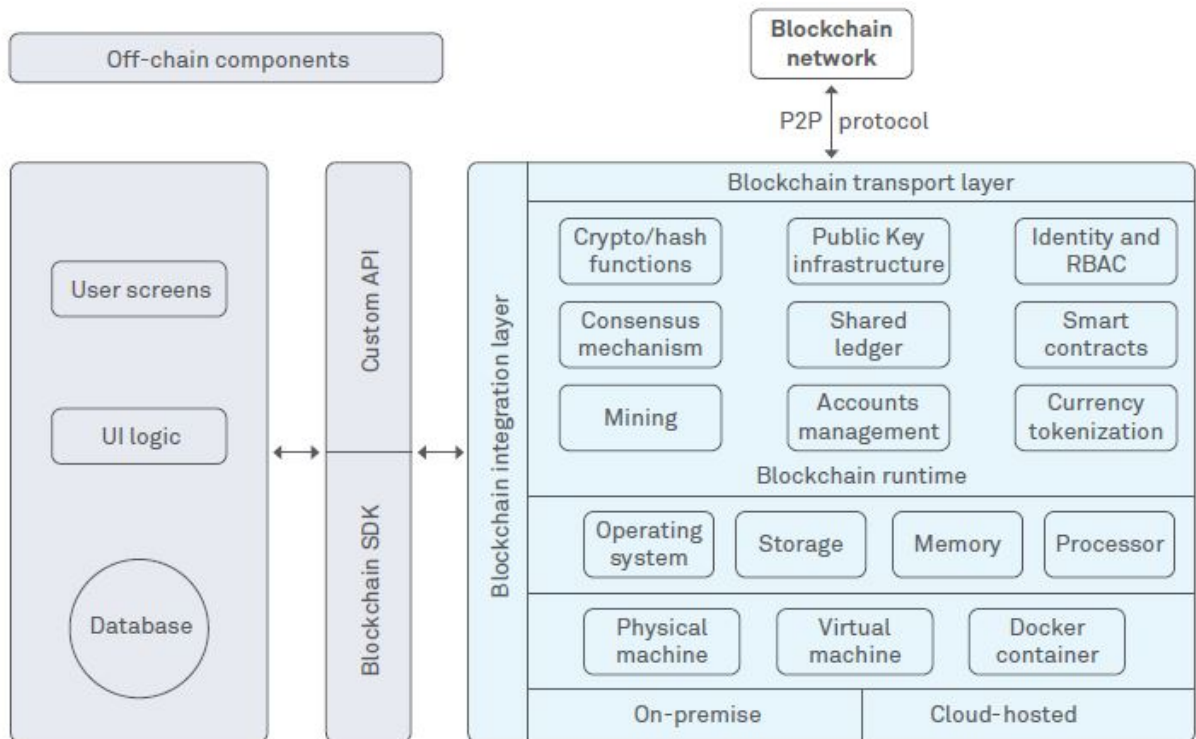 Off-chain components
Blockchain
network
P2P protocol
User screens
UI logic
Database
Custom API
Blockchain SDK
Blockchain integration layer
Blockchain transport layer
Crypto/hash
functions
Public Key
infrastructure
Identity and
RBAC
Consensus
mechanism
Shared
ledger
Smart
contracts
Mining
Accounts
management
Currency
tokenization
Blockchain runtime
Operating
system
Storage
Memory
Processor
Physical
machine
Virtual
machine
Docker
container
On-premise
Cloud-hosted